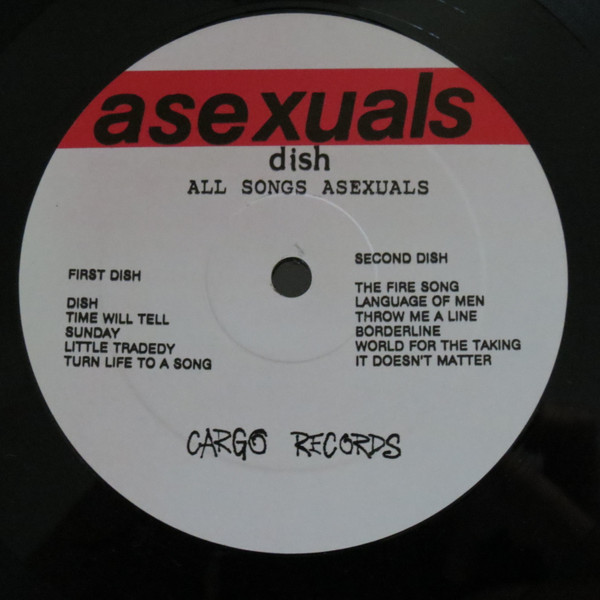 asexuals
dish
ALL SONGS ASEXUALS
FIRST DISH
DISH
TIME WILL TELL
SUNDAY
LITTLE TRADEDY
TURN LIFE TO A SONG
SECOND DISH
THE FIRE SONG
LANGUAGE OF MEN
THROW ME A LINE
BORDERLINE
WORLD FOR THE TAKING
IT DOESN'T MATTER
CARGO RECORDS